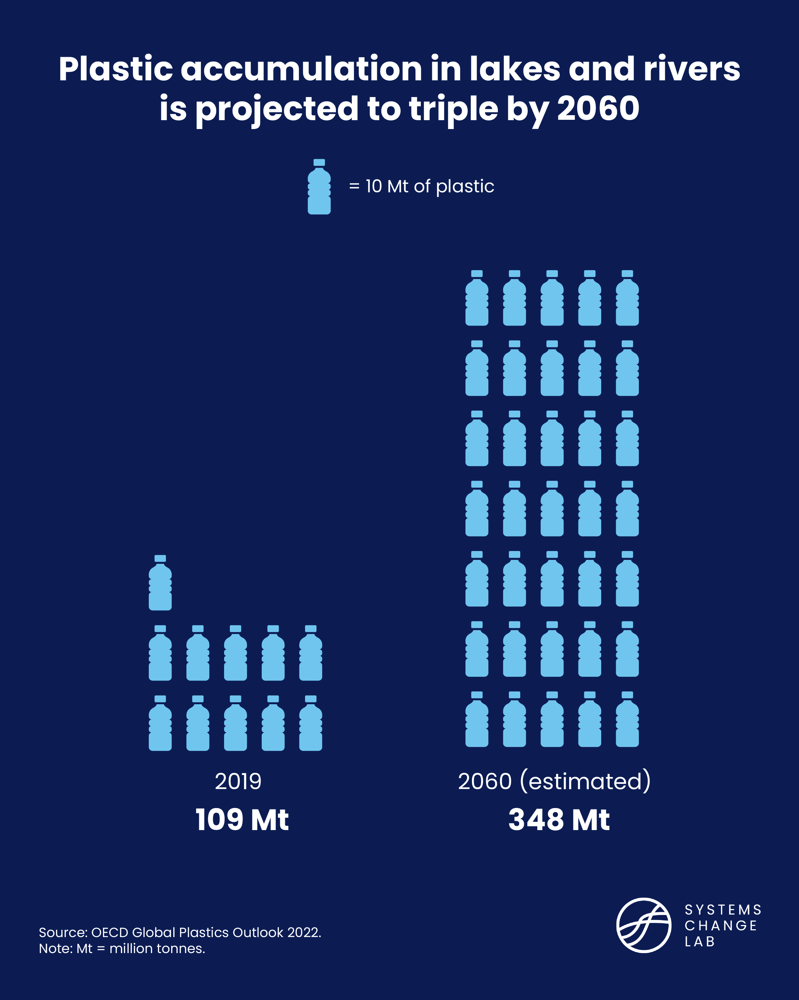 Plastic accumulation in lakes and rivers
is projected to triple by 2060
= 10 Mt of plastic
2019
109 Mt
2060 (estimated)
348 Mt
Source: OECD Global Plastics Outlook 2022.
Note: Mt = million tonnes.
SYSTEMS
CHANGE
LAB